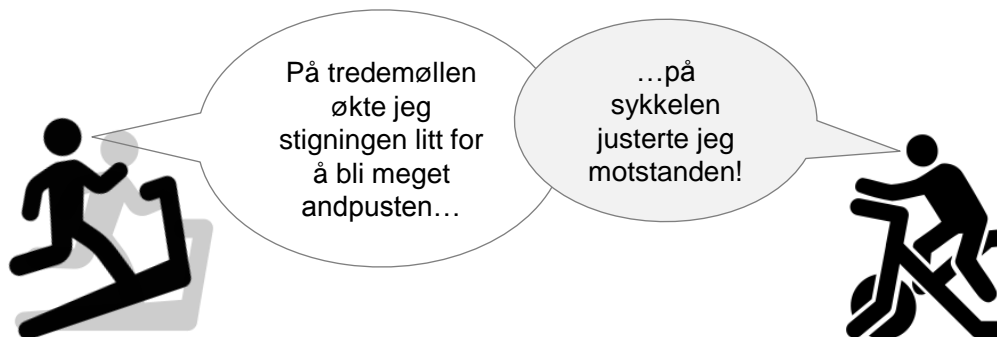 På tredemøllen
økte jeg
stigningen litt for
å bli meget
andpusten…
…på
sykkelen
justerte jeg
motstanden!